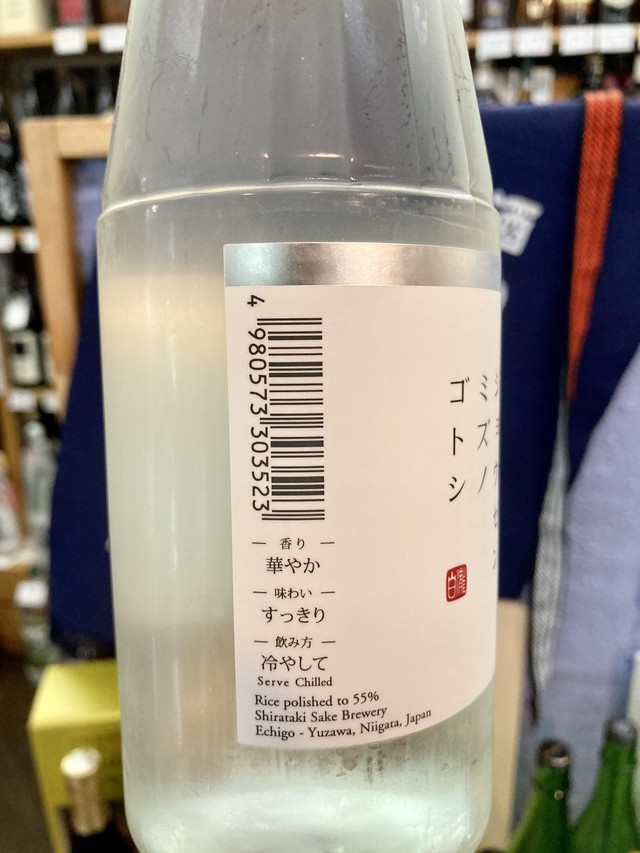 4 980573 303523
香り
華やか
味わい
すっきり
飲み方
冷やして
Serve Chilled
Rice polished to 55%
Shirataki Sake Brewery
Echigo - Yuzawa, Niigata, Japan
ミズノ
ゴトシ